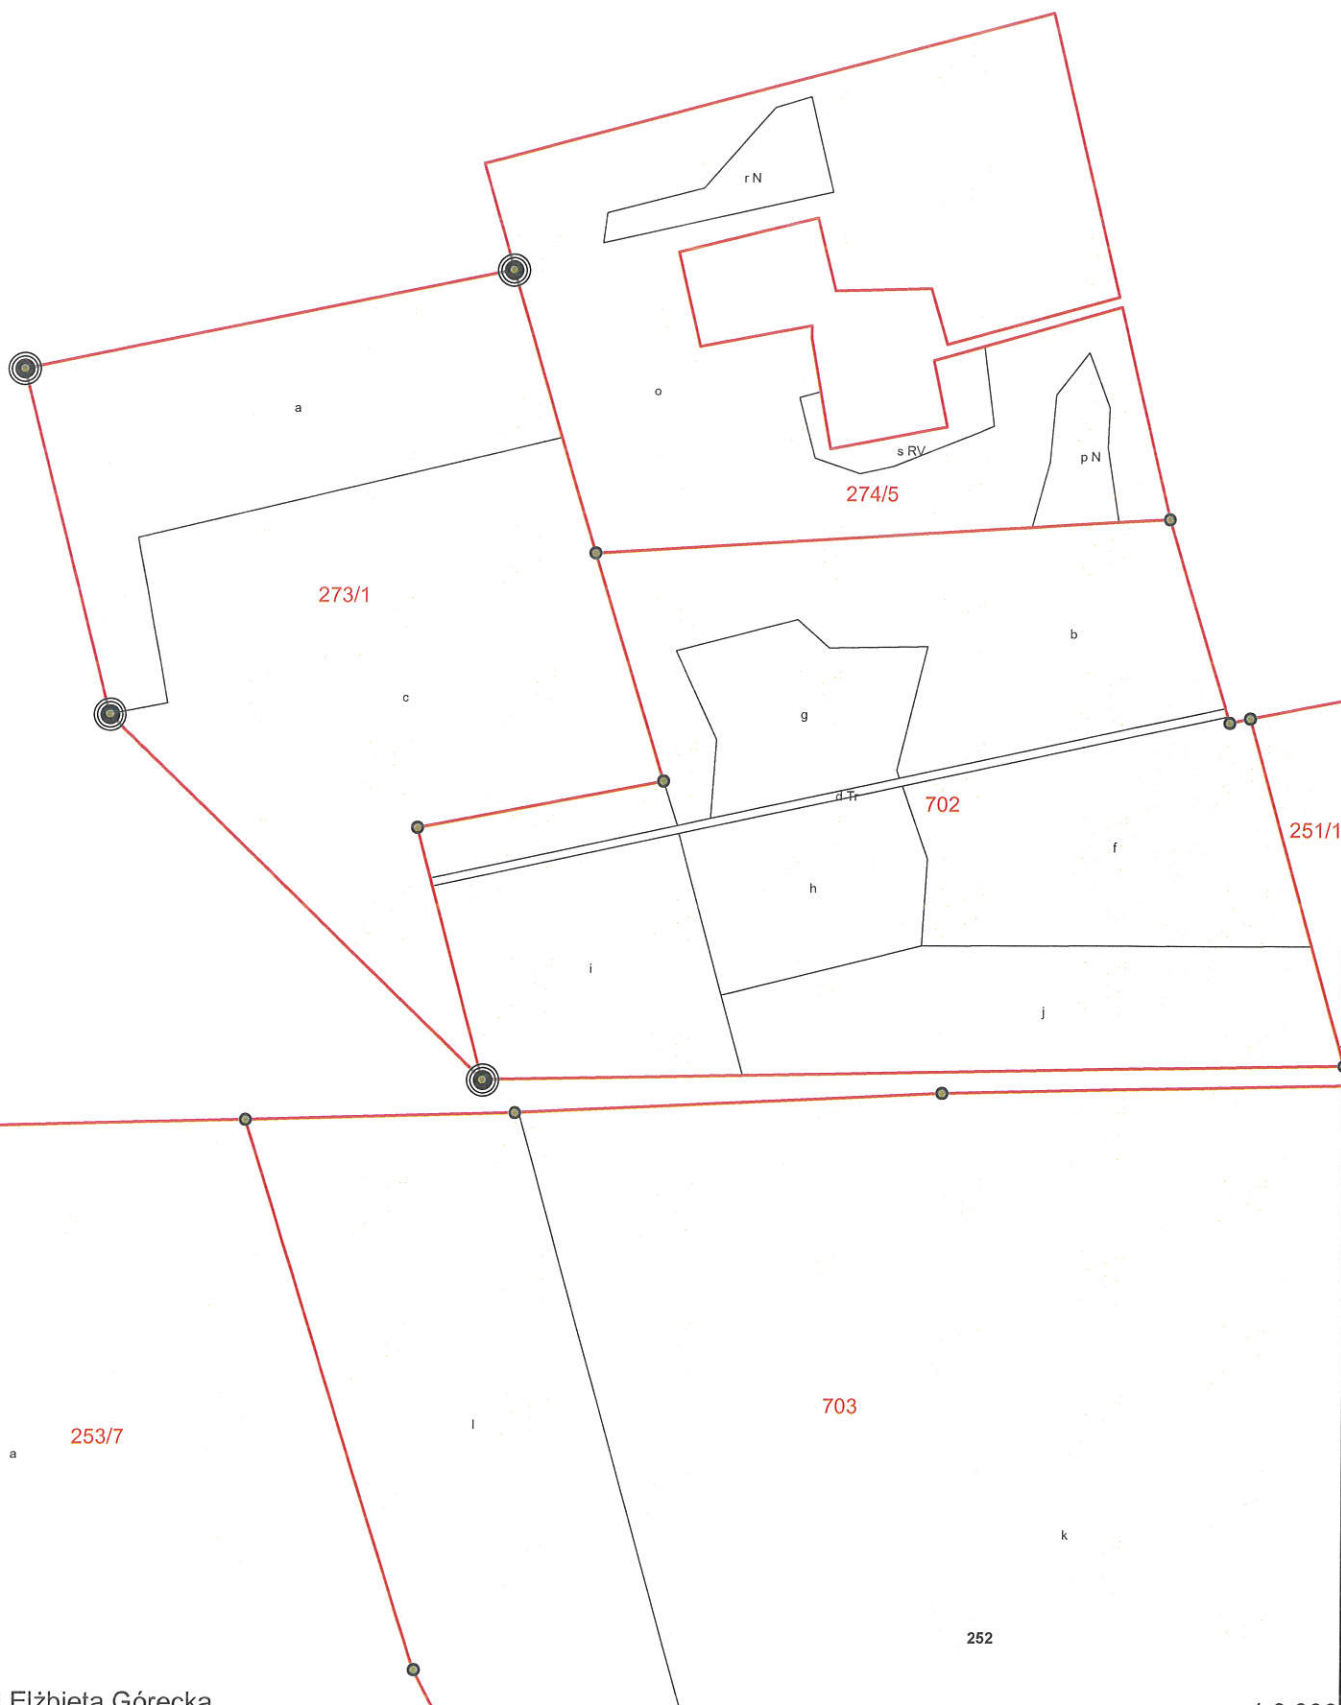 r N
a
o
s RV
p N
274/5
273/1
b
c
g
d Tr
702
251/1
f
h
i
j
703
l
253/7
a
k
252
Elżbieta Górecka